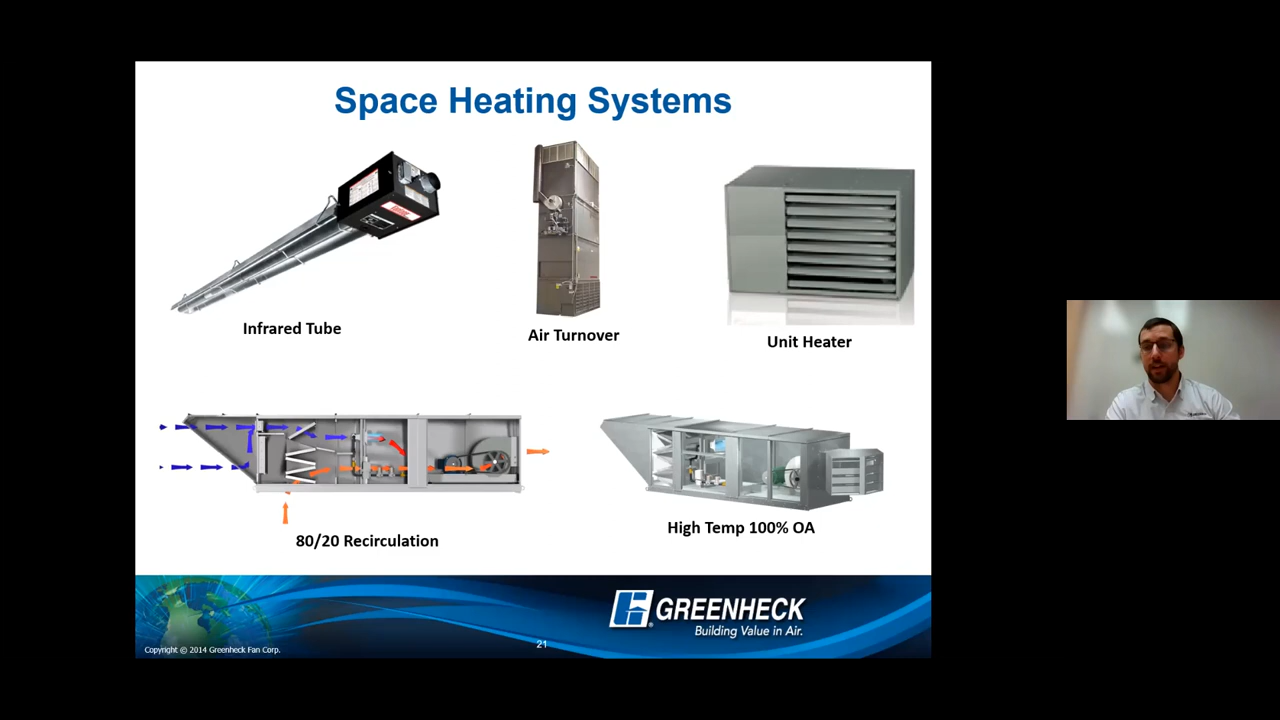 Space Heating Systems
Infrared Tube
Air Turnover
Unit Heater
80/20 Recirculation
High Temp 100% OA
GREENHECK
Building Value in Air.
21
Copyright © 2014 Greenheck Fan Corp.